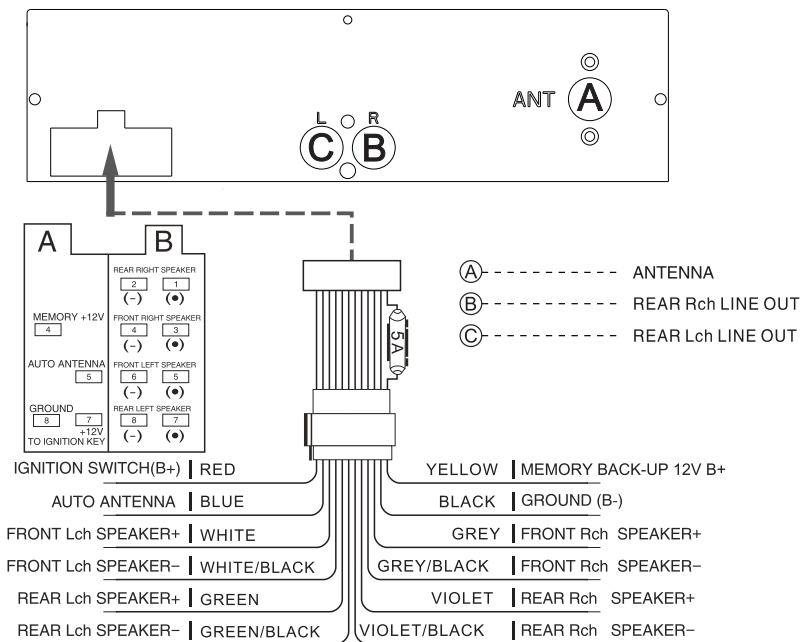 ANT A
L R
C B
A B
REAR RIGHT SPEAKER
2 1
(-) (●)
MEMORY +12V
4
FRONT RIGHT SPEAKER
4 3
(-) (●)
AUTO ANTENNA
5
FRONT LEFT SPEAKER
6 5
(-) (●)
GROUND
8 7
+12V
TO IGNITION KEY
REAR LEFT SPEAKER
8 7
(-) (●)
5A
A - - - - - - - - - - - - - ANTENNA
B - - - - - - - - - - - - - REAR Rch LINE OUT
C - - - - - - - - - - - - - REAR Lch LINE OUT
IGNITION SWITCH(B+) | RED
AUTO ANTENNA | BLUE
FRONT Lch SPEAKER+ | WHITE
FRONT Lch SPEAKER– | WHITE/BLACK
REAR Lch SPEAKER+ | GREEN
REAR Lch SPEAKER– | GREEN/BLACK
YELLOW | MEMORY BACK-UP 12V B+
BLACK | GROUND (B-)
GREY | FRONT Rch SPEAKER+
GREY/BLACK | FRONT Rch SPEAKER–
VIOLET | REAR Rch SPEAKER+
VIOLET/BLACK | REAR Rch SPEAKER–